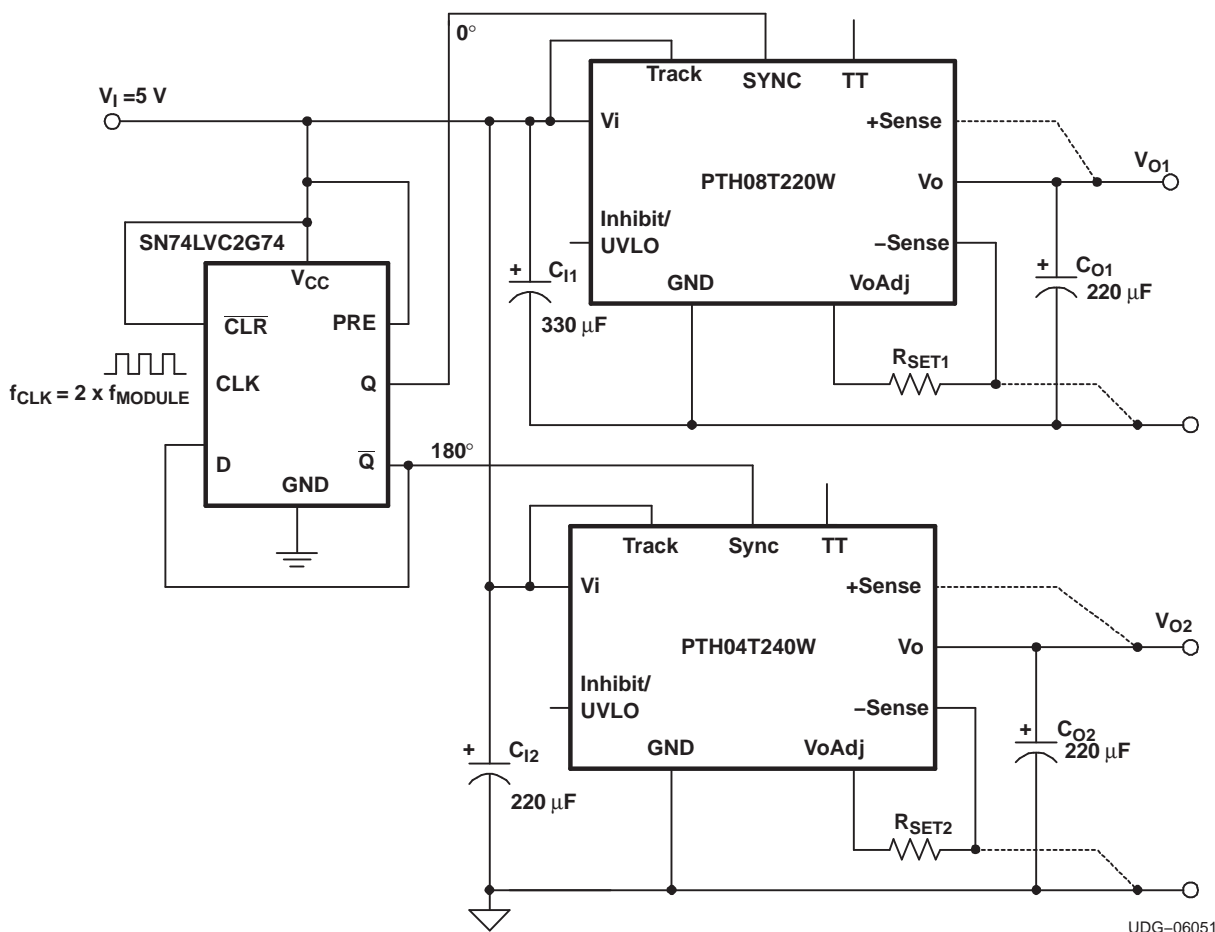 0°
Track
SYNC
TT
V_I =5 V
Vi
+Sense
V_O1
PTH08T220W
Vo
Inhibit/
UVLO
−Sense
SN74LVC2G74
V_CC
C_I1
+
330 μF
GND
VoAdj
+
C_O1
220 μF
C̅L̅R̅
PRE
R_SET1
CLK
Q
f_CLK = 2 x f_MODULE
D
Q̅
180°
GND
Track
Sync
TT
Vi
+Sense
V_O2
PTH04T240W
Vo
Inhibit/
UVLO
−Sense
+
C_I2
220 μF
GND
VoAdj
+
C_O2
220 μF
R_SET2
UDG−06051